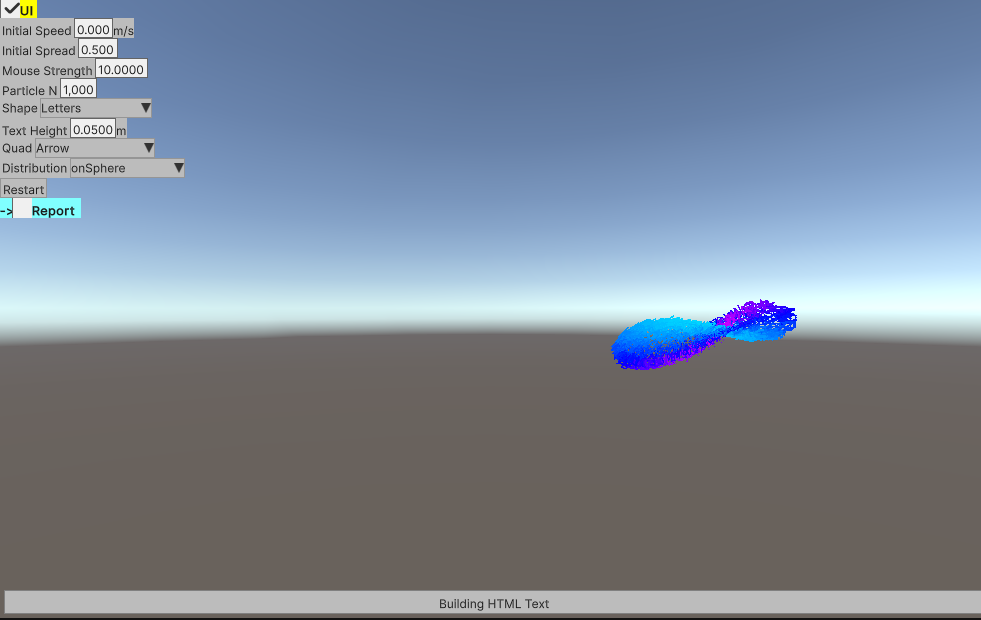 UI
Initial Speed 0.000 m/s
Initial Spread 0.500
Mouse Strength 10.0000
Particle N 1,000
Shape Letters
Text Height 0.0500 m
Quad Arrow
Distribution onSphere
Restart
-> Report
Building HTML Text